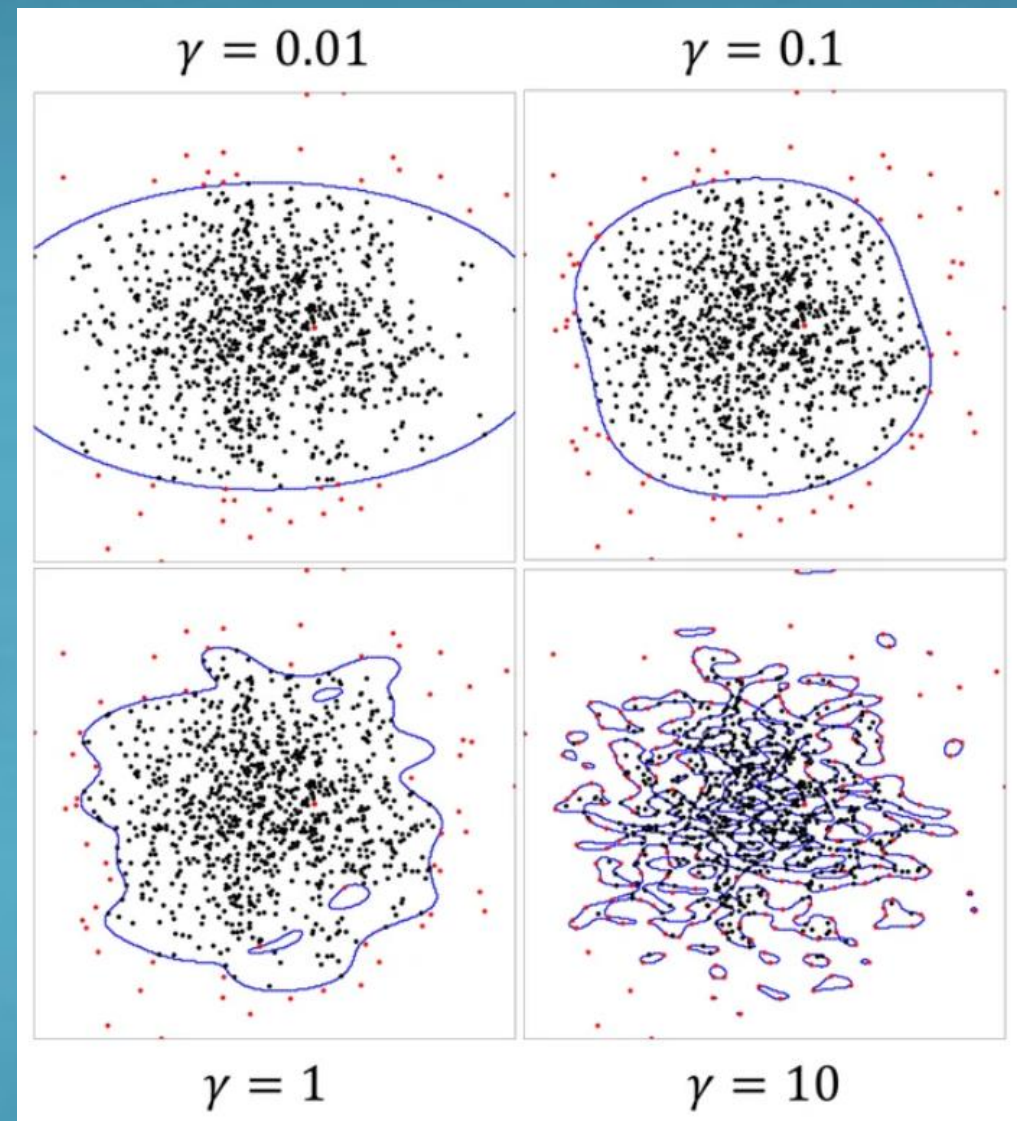 γ = 0.01
γ = 0.1
γ = 1
γ = 10